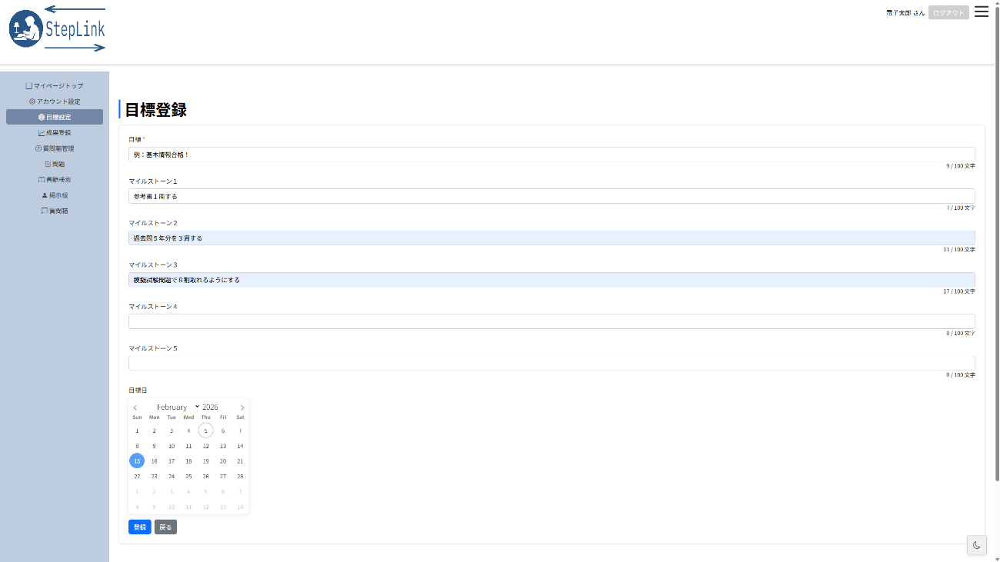 StepLink
電子太郎 さん ログアウト
マイページトップ
アカウント設定
目標設定
成果登録
質問箱管理
問題
書籍検索
掲示板
質問箱
目標登録
目標 *
例：基本情報合格！
9 / 100 文字
マイルストーン１
参考書１周する
7 / 100 文字
マイルストーン２
過去問５年分を３周する
11 / 100 文字
マイルストーン３
模擬試験問題で８割取れるようにする
17 / 100 文字
マイルストーン４
0 / 100 文字
マイルストーン５
0 / 100 文字
目標日
February 2026
Sun Mon Tue Wed Thu Fri Sat
1 2 3 4 5 6 7
8 9 10 11 12 13 14
15 16 17 18 19 20 21
22 23 24 25 26 27 28
1 2 3 4 5 6 7
8 9 10 11 12 13 14
登録 戻る